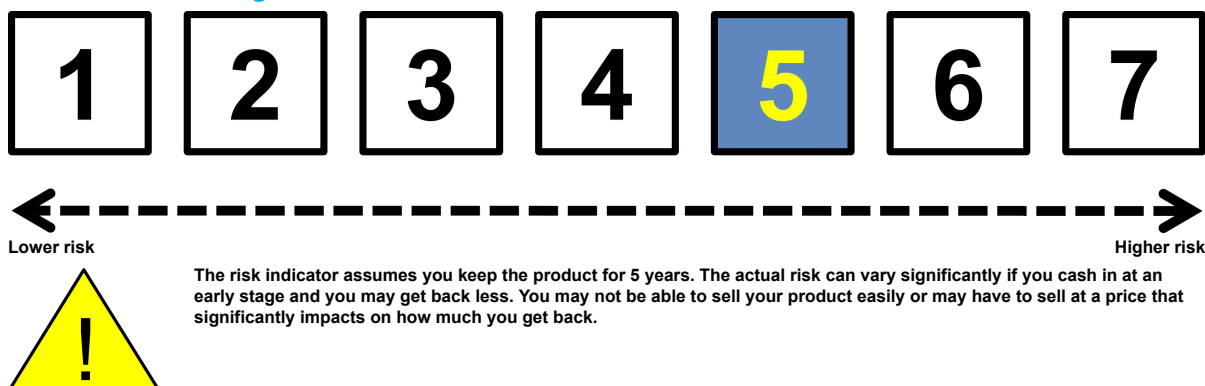 1 2 3 4 5 6 7
Lower risk Higher risk
The risk indicator assumes you keep the product for 5 years. The actual risk can vary significantly if you cash in at an
early stage and you may get back less. You may not be able to sell your product easily or may have to sell at a price that
significantly impacts on how much you get back.
!